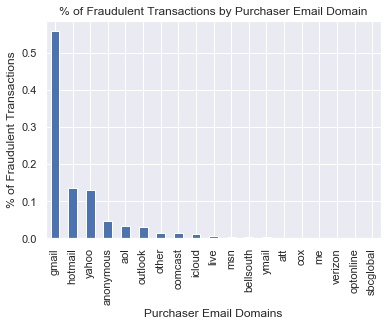 % of Fraudulent Transactions by Purchaser Email Domain
% of Fraudulent Transactions
0.5
0.4
0.3
0.2
0.1
0.0
gmail
hotmail
yahoo
anonymous
aol
outlook
other
comcast
icloud
live
msn
bellsouth
ymail
att
cox
me
verizon
optonline
sbcglobal
Purchaser Email Domains